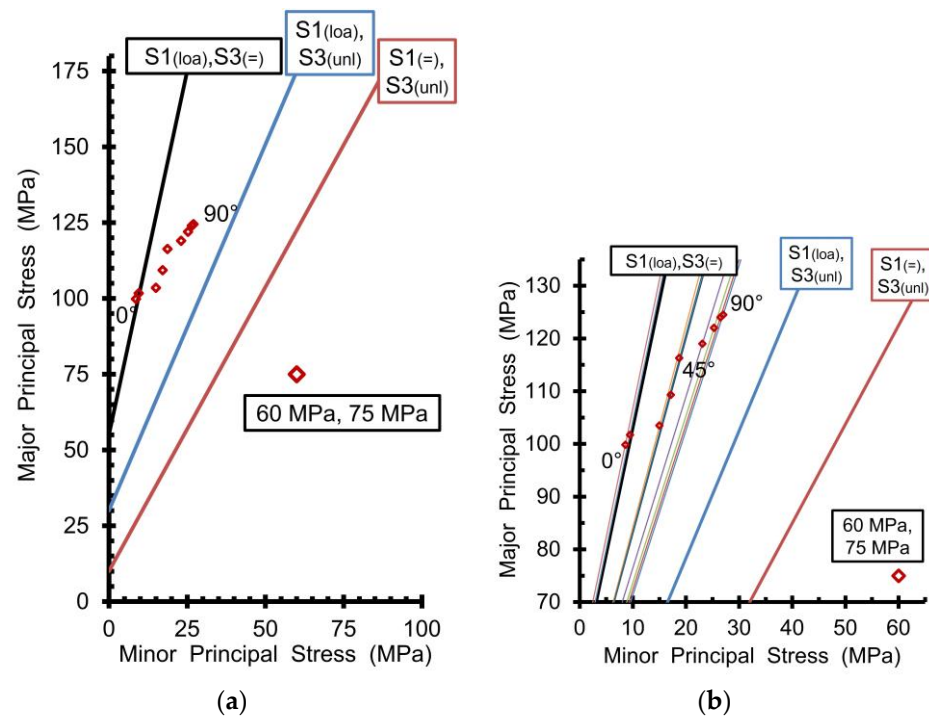 S1(loa),S3(=)
S1(loa),
S3(unl)
S1(=),
S3(unl)
175
150
125
100
75
50
25
0
Major Principal Stress (MPa)
90°
0°
60 MPa, 75 MPa
0 25 50 75 100
Minor Principal Stress (MPa)
(a)
S1(loa),S3(=)
S1(loa),
S3(unl)
S1(=),
S3(unl)
130
120
110
100
90
80
70
Major Principal Stress (MPa)
90°
45°
0°
60 MPa,
75 MPa
0 10 20 30 40 50 60
Minor Principal Stress (MPa)
(b)